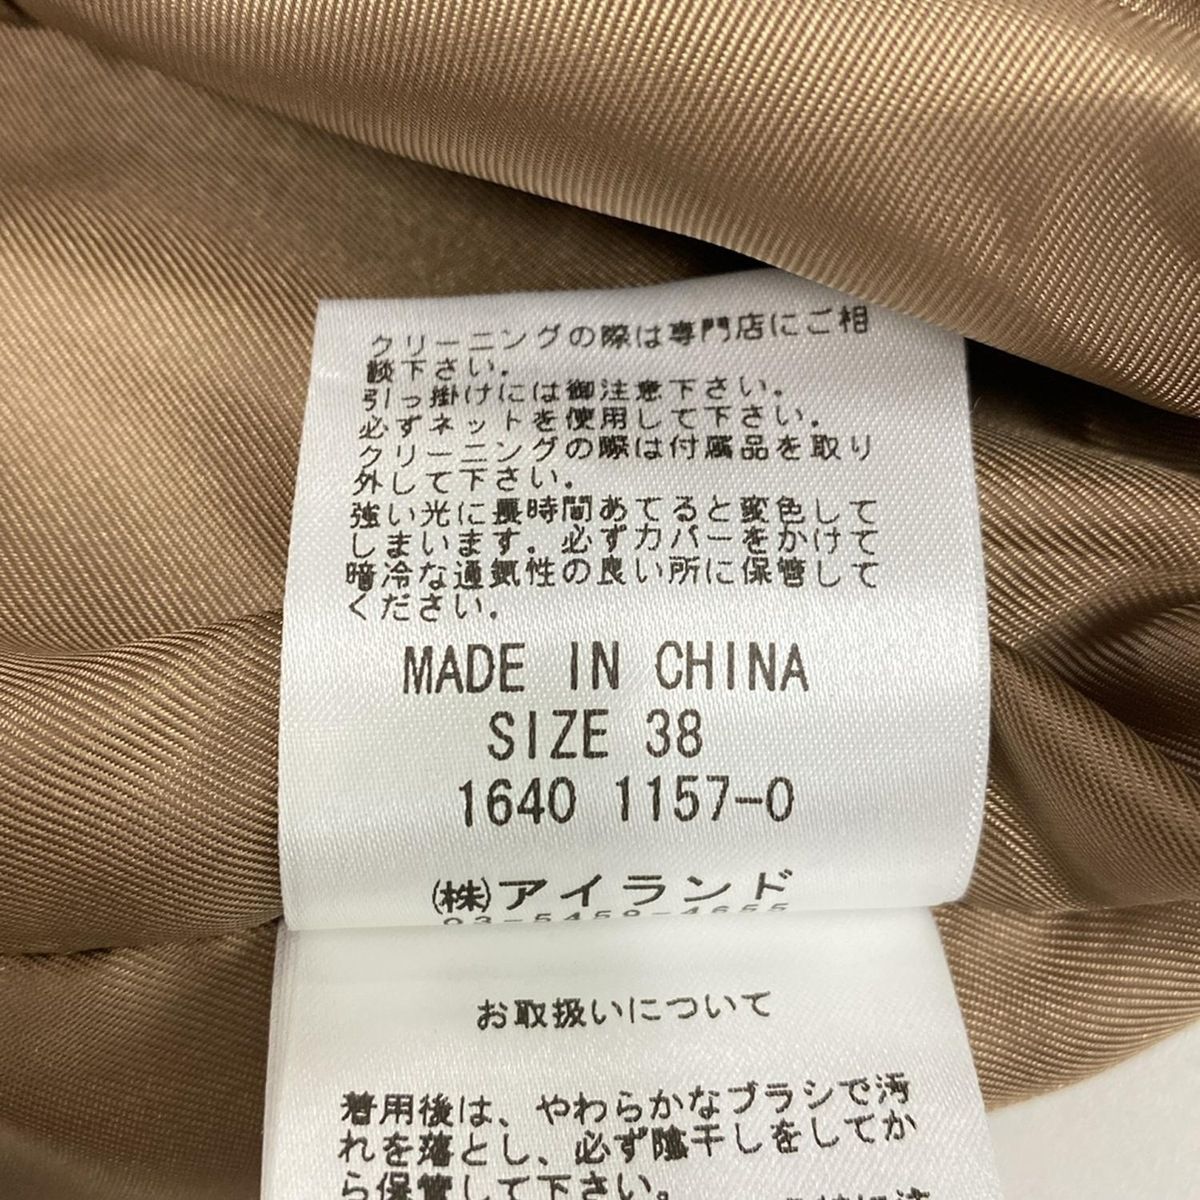 クリーニングの際は専門店にご相
談下さい.
引っ掛けには御注意下さい.
必ずネットを使用して下さい.
クリーニングの際は付属品を取り
外して下さい.
強い光に長時間あてると変色して
しまいます.必ずカバーをかけて
暗冷な通気性の良い所に保管して
ください.
MADE IN CHINA
SIZE 38
1640 1157-0
(株)アイランド
03-5459-4655
お取扱いについて
着用後は、やわらかなブラシで汚
れを落とし、必ず陰干しをしてか
ら保管して下さい。